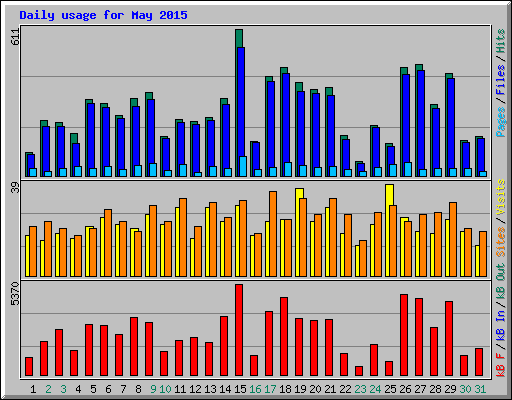 Daily usage for May 2015
611
Pages / Files / Hits
39
Sites / Visits
5370
kB F / kB In / kB Out
1 2 3 4 5 6 7 8 9 10 11 12 13 14 15 16 17 18 19 20 21 22 23 24 25 26 27 28 29 30 31